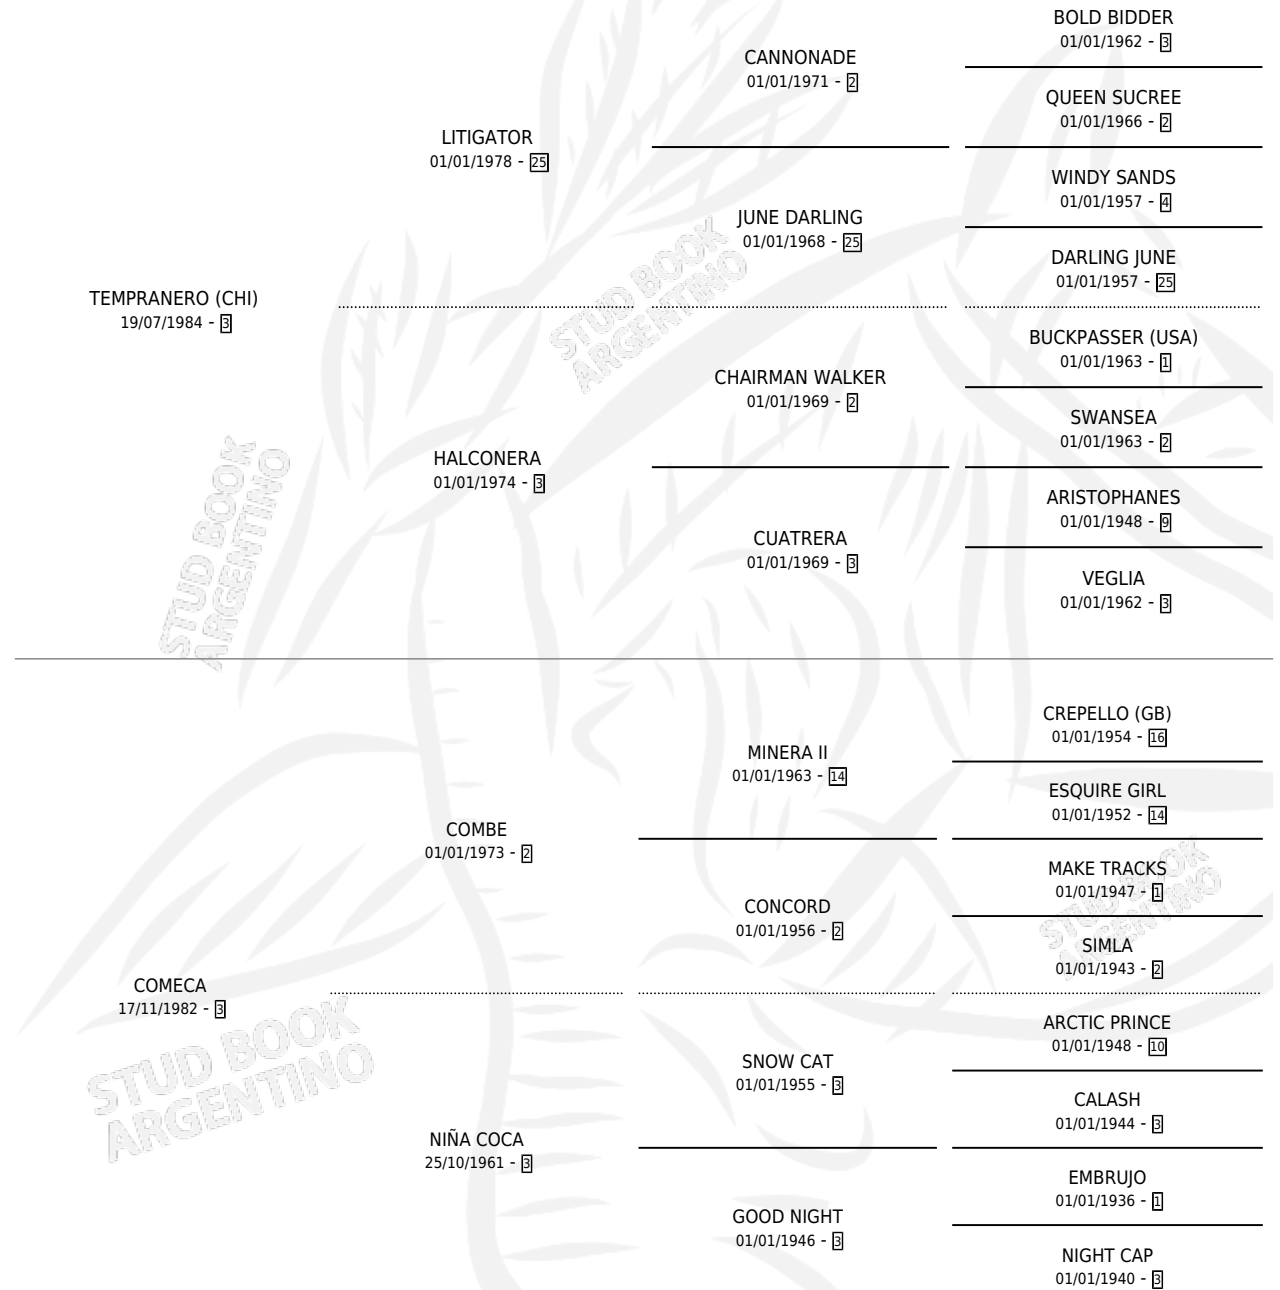 BOLD BIDDER
01/01/1962 - 3
CANNONADE
01/01/1971 - 2
QUEEN SUCREE
01/01/1966 - 2
LITIGATOR
01/01/1978 - 25
WINDY SANDS
01/01/1957 - 4
JUNE DARLING
01/01/1968 - 25
DARLING JUNE
01/01/1957 - 25
TEMPRANERO (CHI)
19/07/1984 - 3
BUCKPASSER (USA)
01/01/1963 - 1
CHAIRMAN WALKER
01/01/1969 - 2
SWANSEA
01/01/1963 - 2
HALCONERA
01/01/1974 - 3
ARISTOPHANES
01/01/1948 - 9
CUATRERA
01/01/1969 - 3
VEGLIA
01/01/1962 - 3
STUD BOOK
ARGENTINO
STUD BOOK
ARGENTINO
CREPELLO (GB)
01/01/1954 - 16
MINERA II
01/01/1963 - 14
ESQUIRE GIRL
01/01/1952 - 14
COMBE
01/01/1973 - 2
MAKE TRACKS
01/01/1947 - 1
CONCORD
01/01/1956 - 2
SIMLA
01/01/1943 - 2
COMECA
17/11/1982 - 3
ARCTIC PRINCE
01/01/1948 - 10
SNOW CAT
01/01/1955 - 3
CALASH
01/01/1944 - 3
NIÑA COCA
25/10/1961 - 3
EMBRUJO
01/01/1936 - 1
GOOD NIGHT
01/01/1946 - 3
NIGHT CAP
01/01/1940 - 3
STUD BOOK
ARGENTINO
STUD BOOK
ARGENTINO